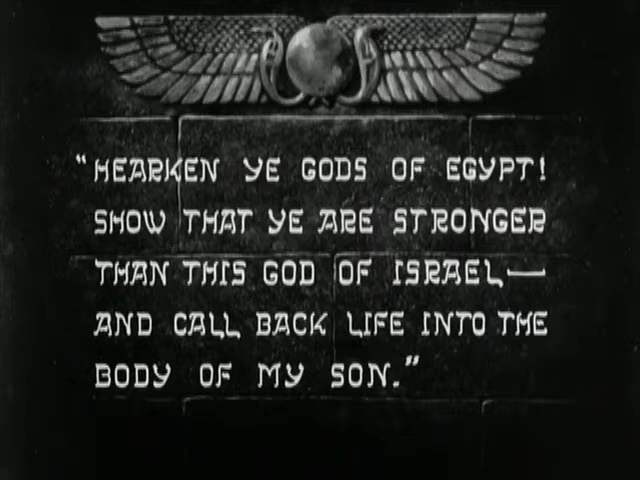 "HEARKEN YE GODS OF EGYPT!
SHOW THAT YE ARE STRONGER
THAN THIS GOD OF ISRAEL—
AND CALL BACK LIFE INTO THE
BODY OF MY SON."